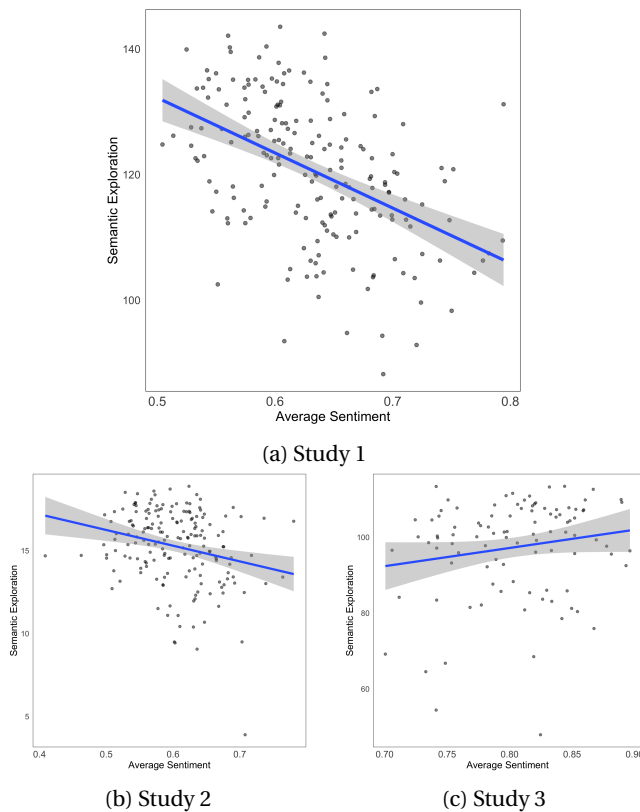 140
120
100
Semantic Exploration
0.5 0.6 0.7 0.8
Average Sentiment
(a) Study 1
15
10
5
Semantic Exploration
0.4 0.5 0.6 0.7
Average Sentiment
(b) Study 2
100
80
60
Semantic Exploration
0.70 0.75 0.80 0.85 0.90
Average Sentiment
(c) Study 3